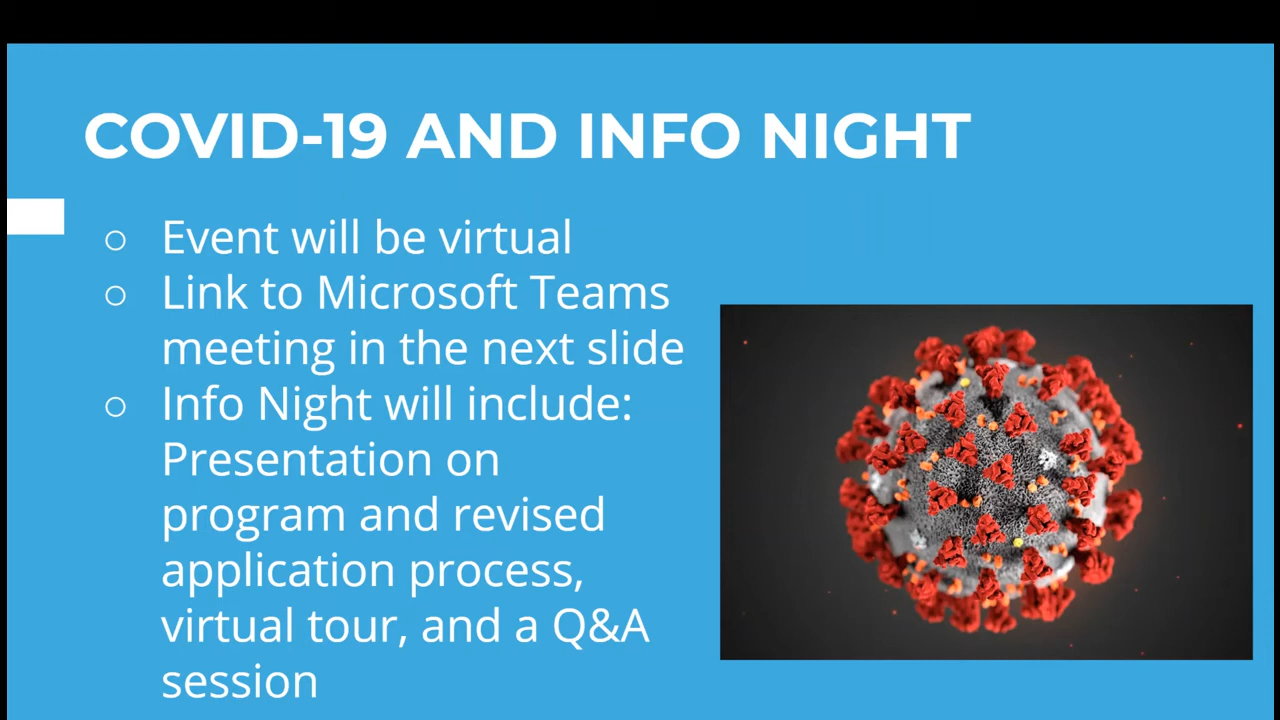 COVID-19 AND INFO NIGHT
○ Event will be virtual
○ Link to Microsoft Teams
meeting in the next slide
○ Info Night will include:
Presentation on
program and revised
application process,
virtual tour, and a Q&A
session